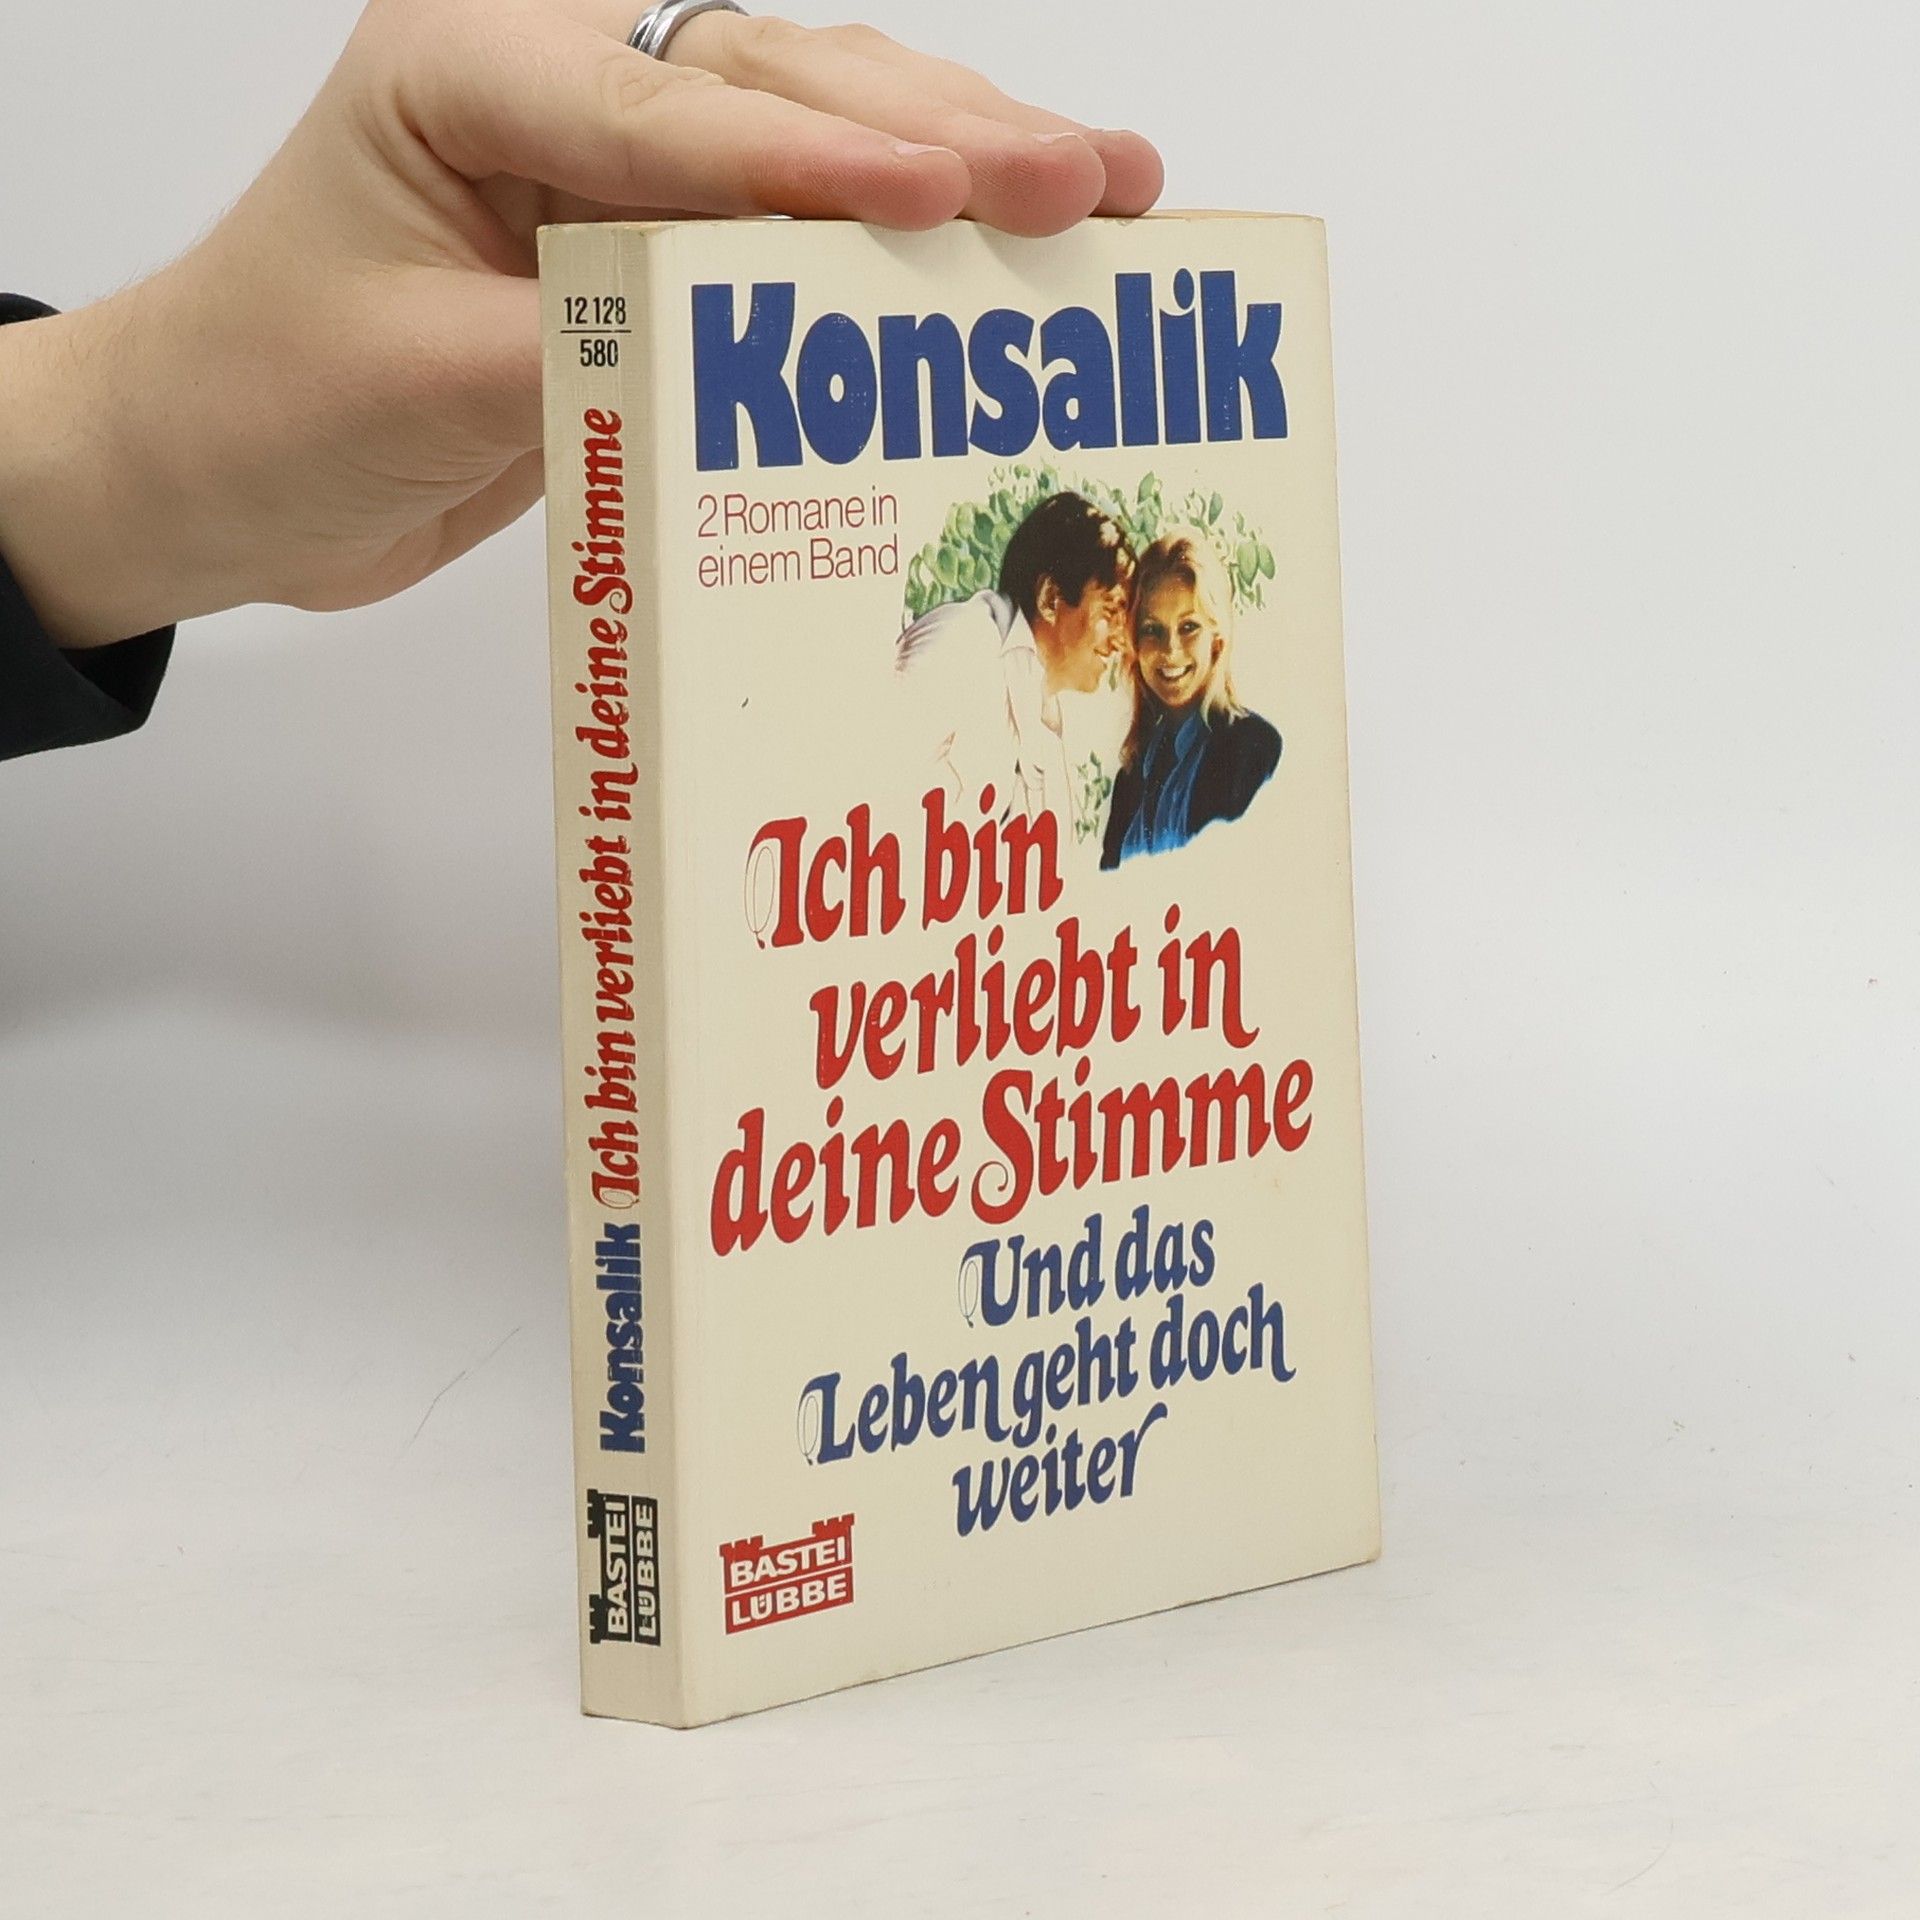 12 128
580
Konsalik Ich bin verliebt in deine Stimme
BASTEI
LÜBBE
Konsalik
2 Romane in
einem Band
Ich bin
verliebt in
deine Stimme
Und das
Leben geht doch
weiter
BASTEI
LÜBBE